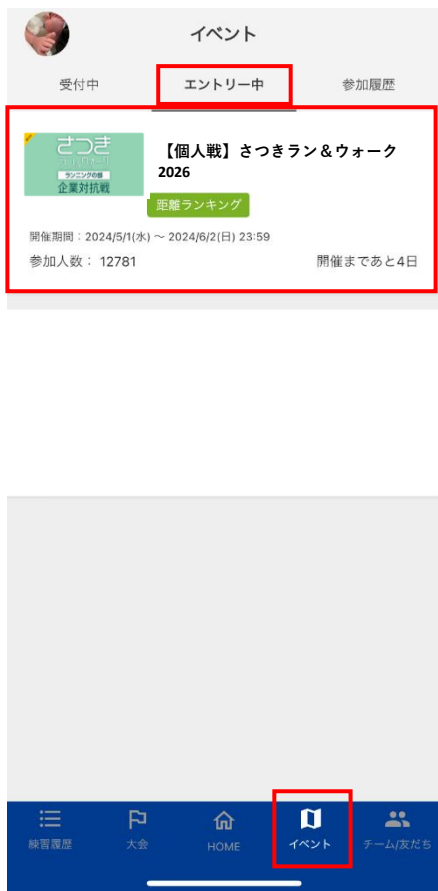 イベント
受付中
エントリー中
参加履歴
さつき
ランニングの部
企業対抗戦
【個人戦】さつきラン＆ウォーク
2026
距離ランキング
開催期間：2024/5/1(水) ～ 2024/6/2(日) 23:59
参加人数： 12781
開催まであと4日
練習履歴
大会
HOME
イベント
チーム/友だち